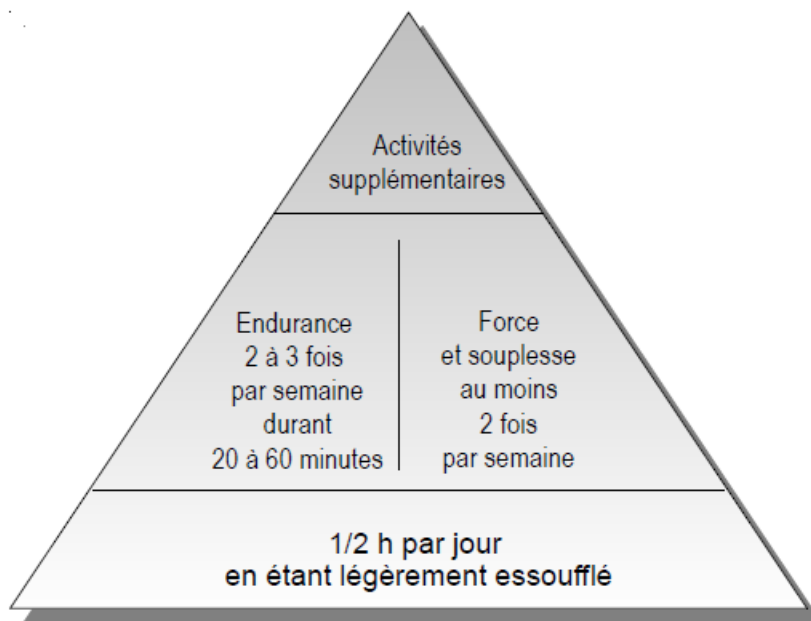 Activités
supplémentaires
Endurance
2 à 3 fois
par semaine
durant
20 à 60 minutes
Force
et souplesse
au moins
2 fois
par semaine
1/2 h par jour
en étant légèrement essoufflé